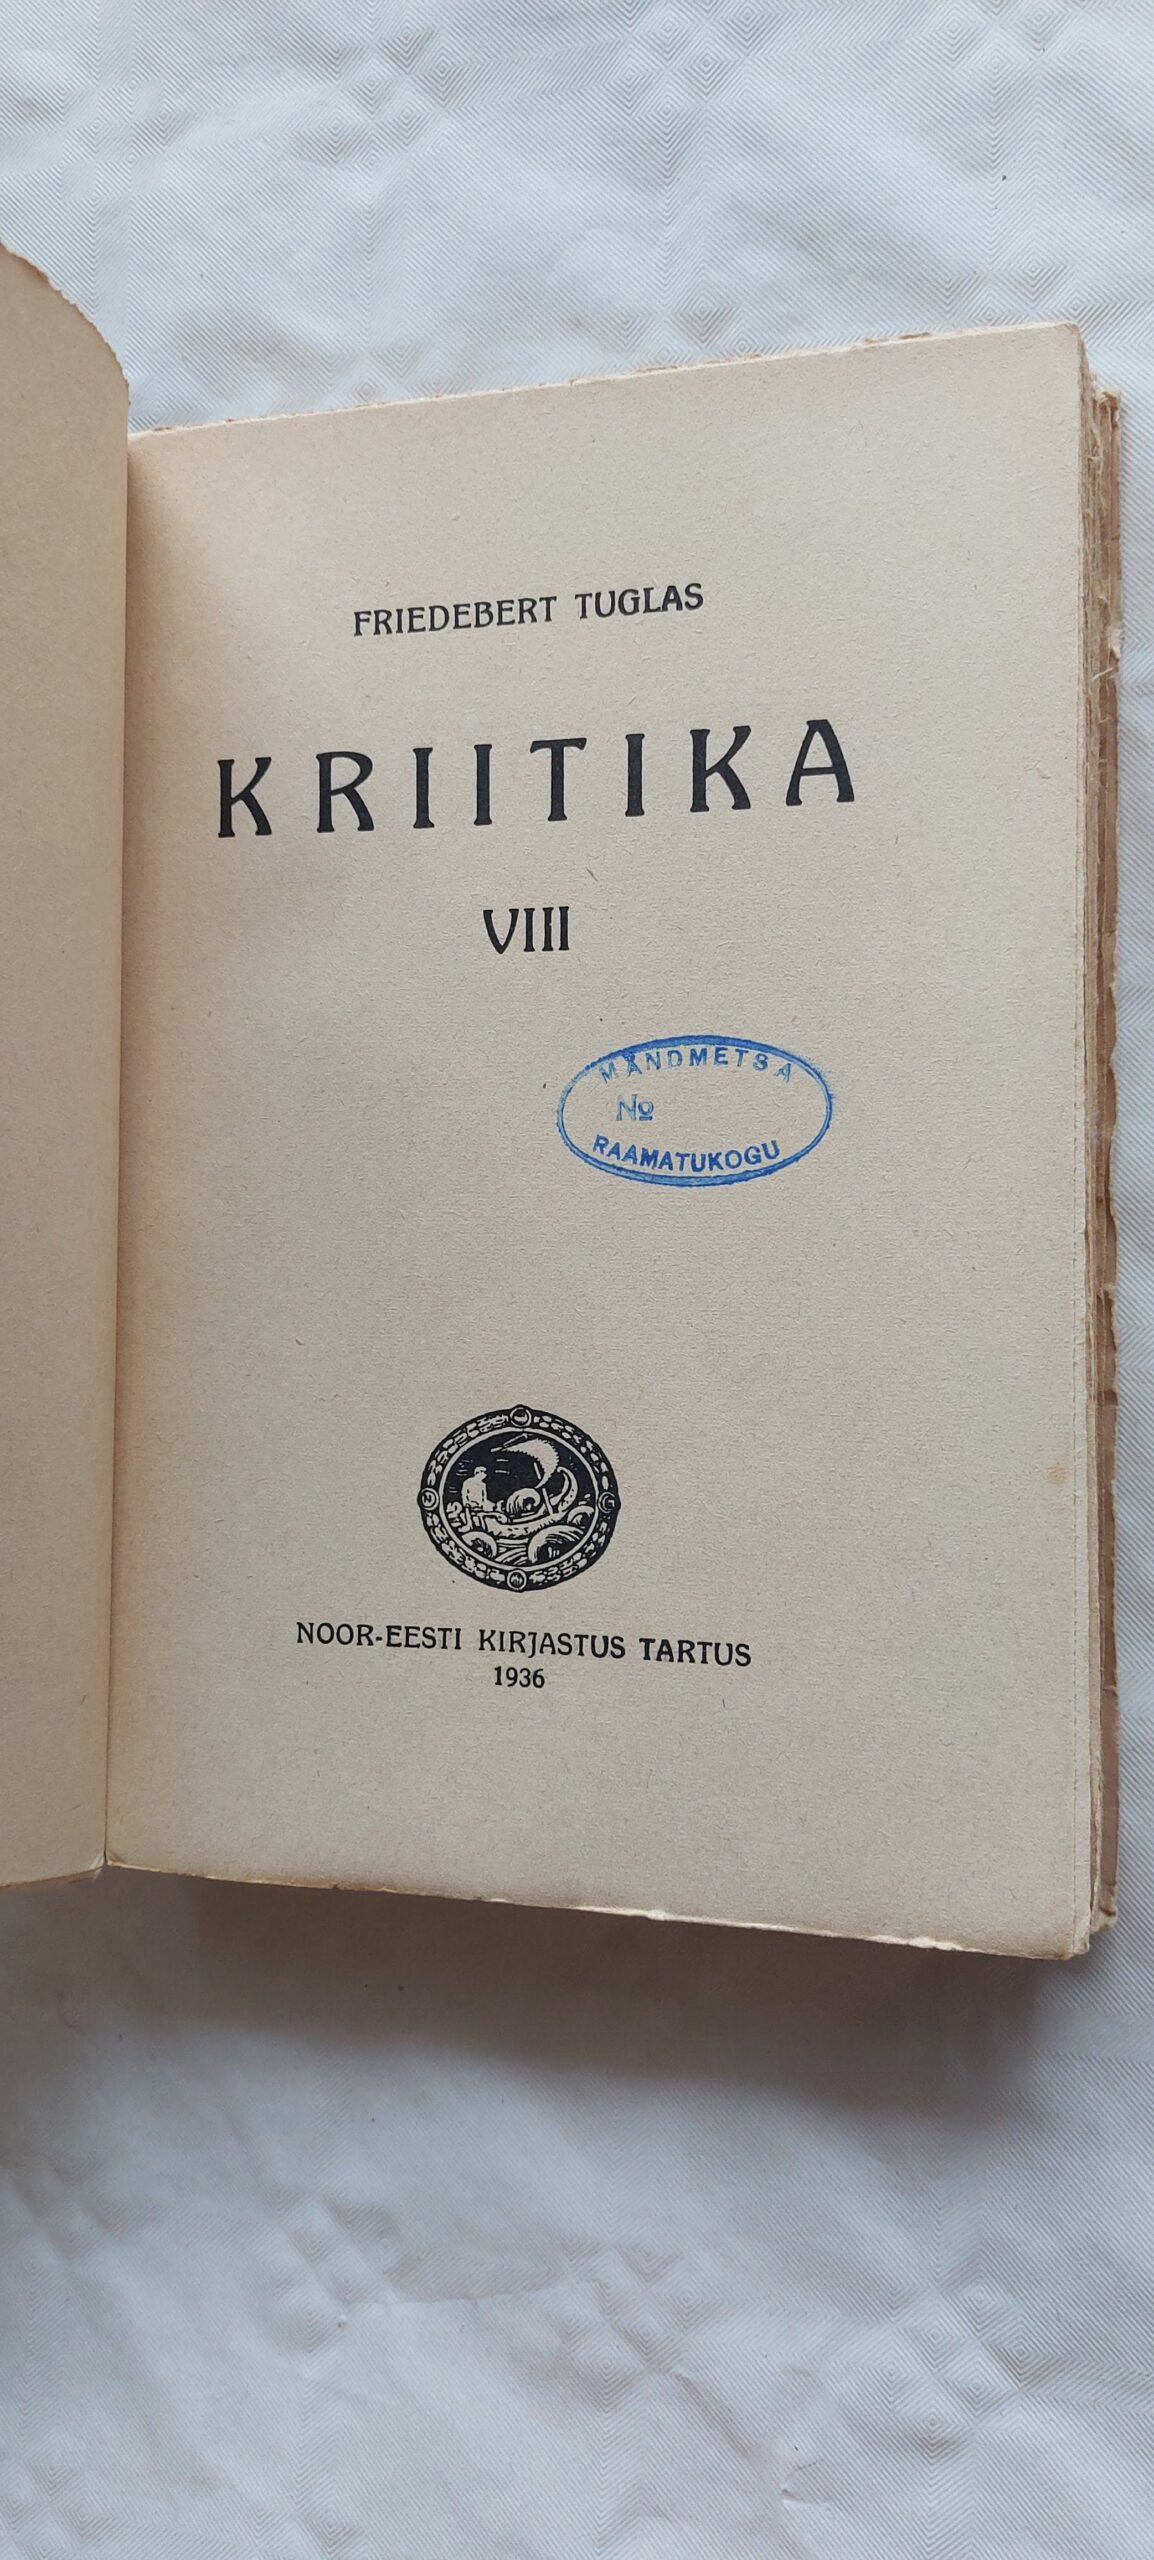 FRIEDEBERT TUGLAS
KRIITIKA
VIII
MÄNDMETSA
№
RAAMATUKOGU
NOOR-EESTI KIRJASTUS TARTUS
1936